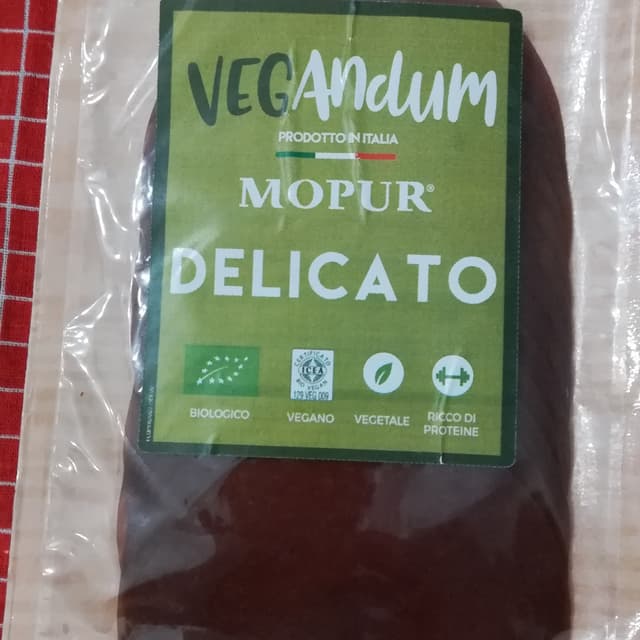 VEGANDUM
PRODOTTO IN ITALIA
MOPUR®
DELICATO
BIOLOGICO
VEGANO
VEGETALE
RICCO DI
PROTEINE